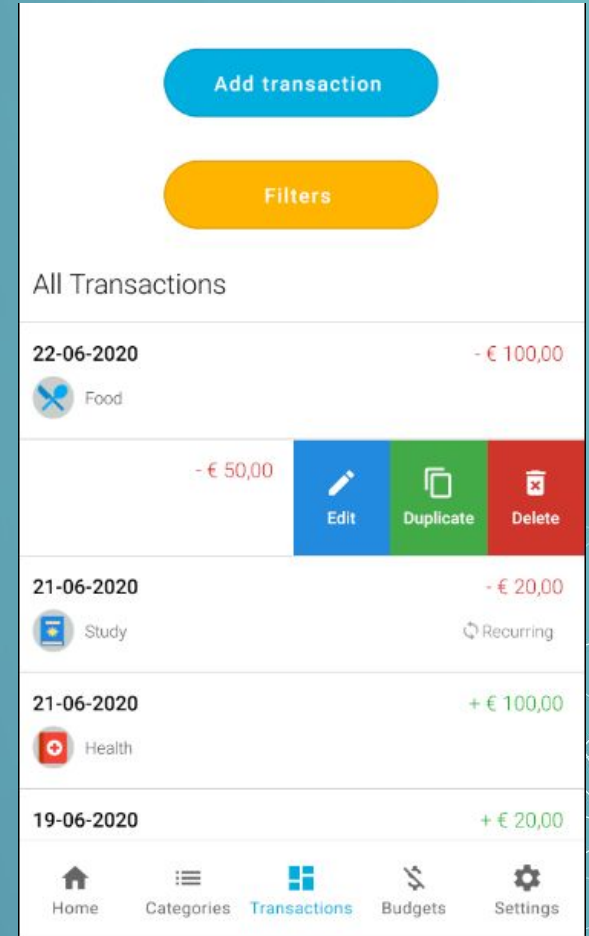 Add transaction
Filters
All Transactions
22-06-2020 - € 100,00
Food
- € 50,00
Edit Duplicate Delete
21-06-2020 - € 20,00
Study Recurring
21-06-2020 + € 100,00
Health
19-06-2020 + € 20,00
Home Categories Transactions Budgets Settings